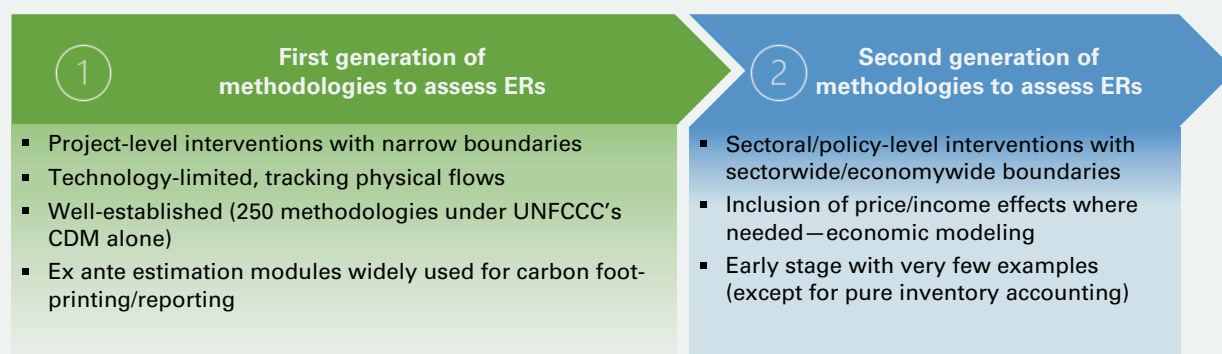 1
First generation of
methodologies to assess ERs
▪ Project-level interventions with narrow boundaries
▪ Technology-limited, tracking physical flows
▪ Well-established (250 methodologies under UNFCCC’s
CDM alone)
▪ Ex ante estimation modules widely used for carbon foot-
printing/reporting
2
Second generation of
methodologies to assess ERs
▪ Sectoral/policy-level interventions with
sectorwide/economywide boundaries
▪ Inclusion of price/income effects where
needed—economic modeling
▪ Early stage with very few examples
(except for pure inventory accounting)